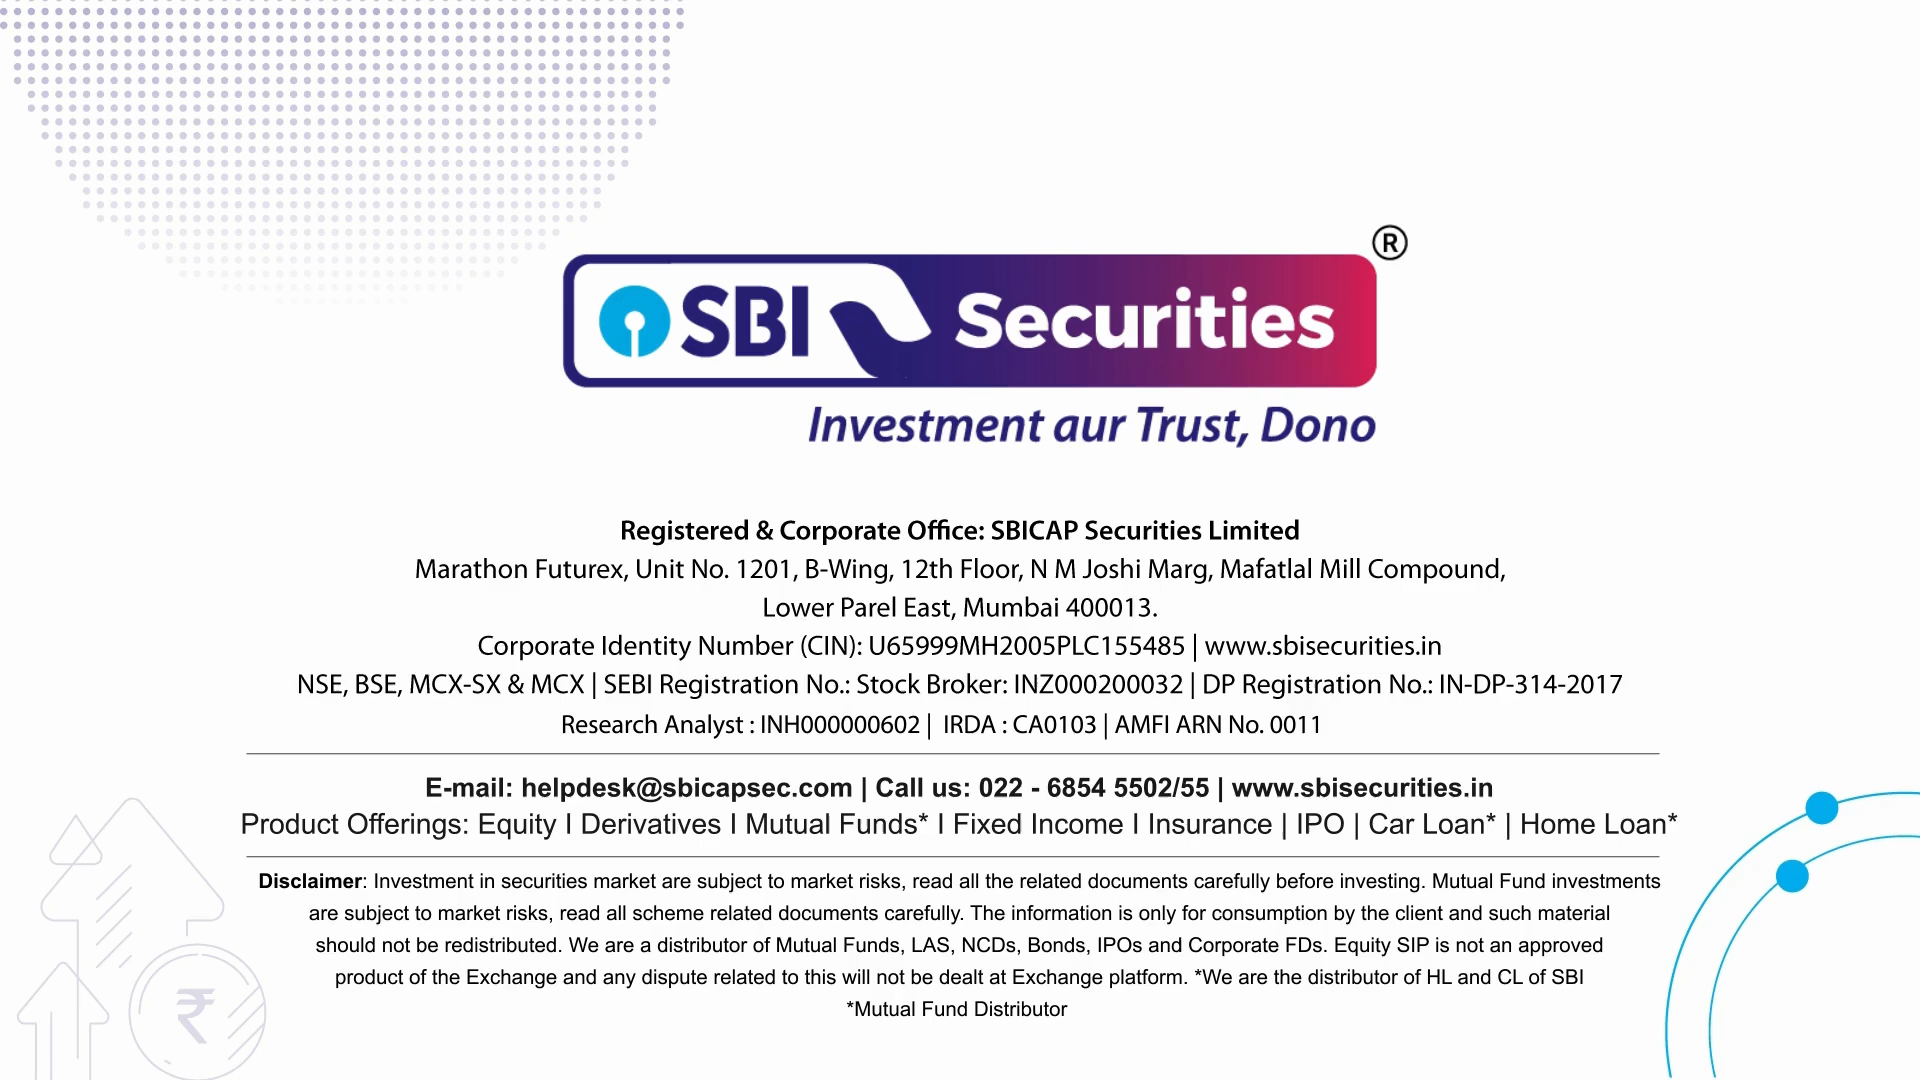 SBI Securities ®
Investment aur Trust, Dono
Registered & Corporate Office: SBICAP Securities Limited
Marathon Futurex, Unit No. 1201, B-Wing, 12th Floor, N M Joshi Marg, Mafatlal Mill Compound,
Lower Parel East, Mumbai 400013.
Corporate Identity Number (CIN): U65999MH2005PLC155485 | www.sbisecurities.in
NSE, BSE, MCX-SX & MCX | SEBI Registration No.: Stock Broker: INZ000200032 | DP Registration No.: IN-DP-314-2017
Research Analyst : INH000000602 | IRDA : CA0103 | AMFI ARN No. 0011
E-mail: helpdesk@sbicapsec.com | Call us: 022 - 6854 5502/55 | www.sbisecurities.in
Product Offerings: Equity I Derivatives I Mutual Funds* I Fixed Income I Insurance | IPO | Car Loan* | Home Loan*
Disclaimer: Investment in securities market are subject to market risks, read all the related documents carefully before investing. Mutual Fund investments
are subject to market risks, read all scheme related documents carefully. The information is only for consumption by the client and such material
should not be redistributed. We are a distributor of Mutual Funds, LAS, NCDs, Bonds, IPOs and Corporate FDs. Equity SIP is not an approved
product of the Exchange and any dispute related to this will not be dealt at Exchange platform. *We are the distributor of HL and CL of SBI
*Mutual Fund Distributor
₹